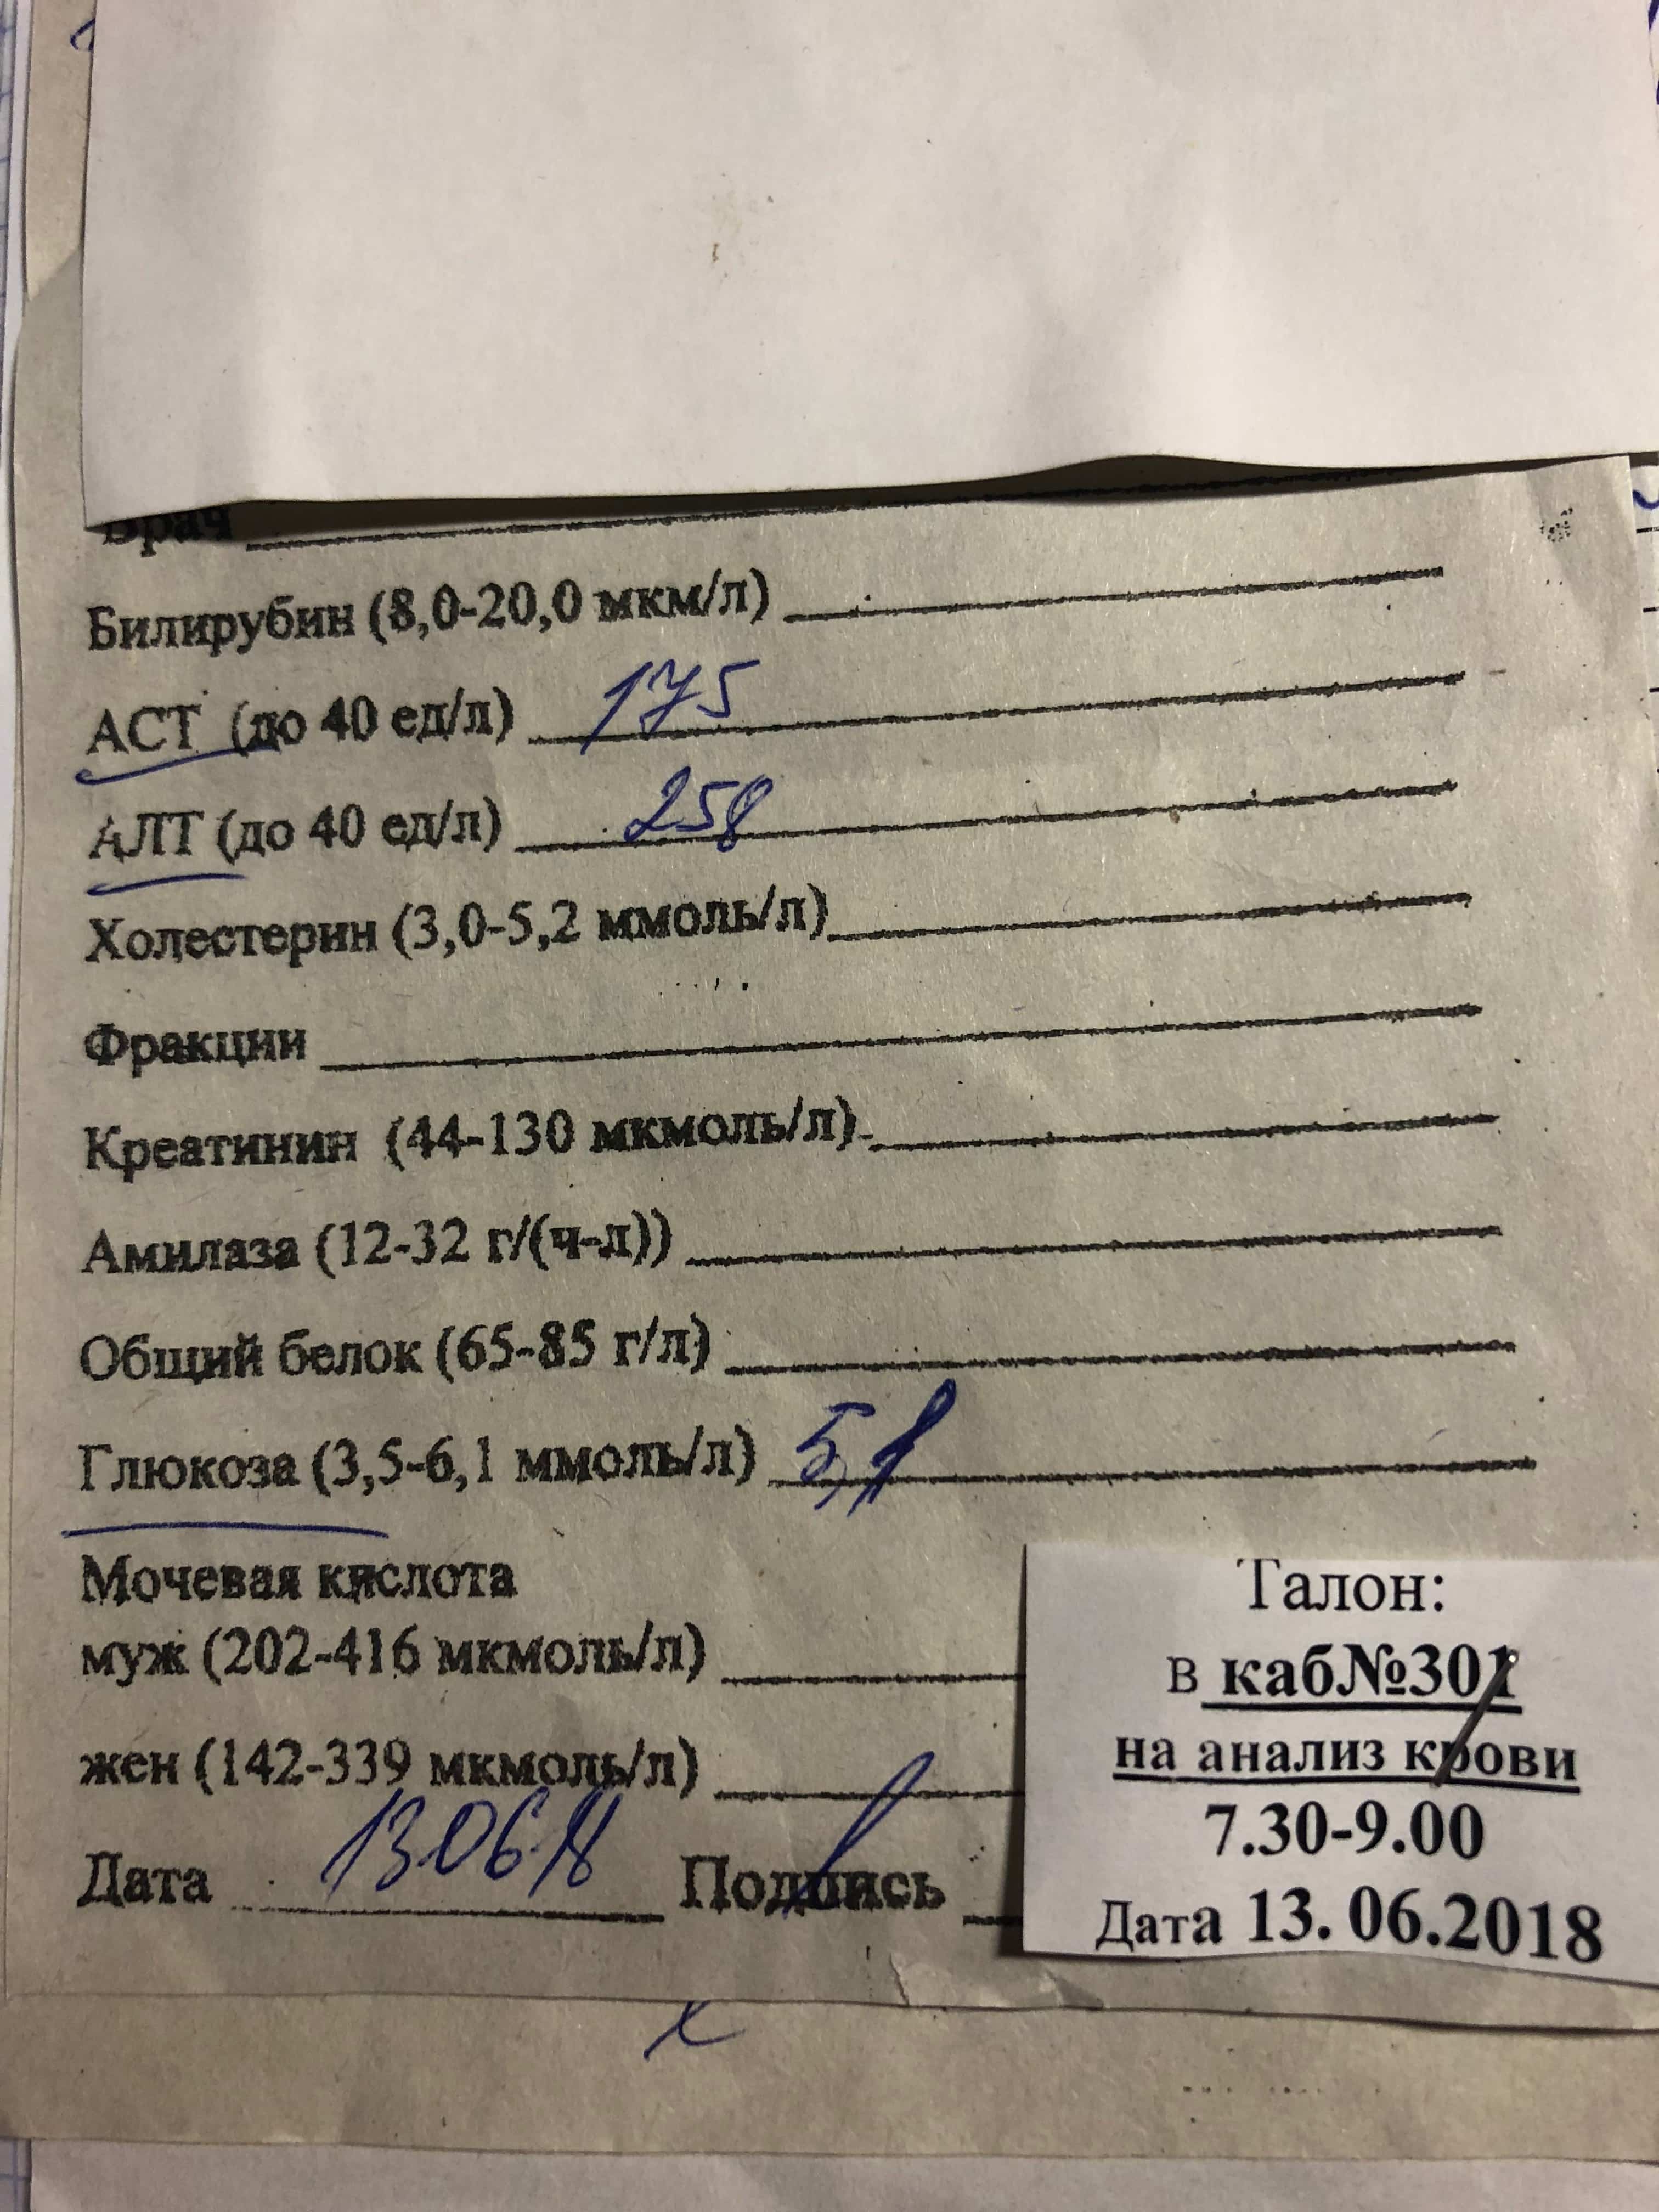 Врач
Билирубин (8,0-20,0 мкм/л)
АСТ (до 40 ед/л) 175
АЛТ (до 40 ед/л) 258
Холестерин (3,0-5,2 ммоль/л)
Фракции
Креатинин (44-130 мкмоль/л)
Амилаза (12-32 г/(ч-л))
Общий белок (65-85 г/л)
Глюкоза (3,5-6,1 ммоль/л)
Мочевая кислота
муж (202-416 мкмоль/л)
жен (142-339 мкмоль/л)
Дата 13.06.18 Подпись
Талон:
в каб№301
на анализ крови
7.30-9.00
Дата 13.06.2018